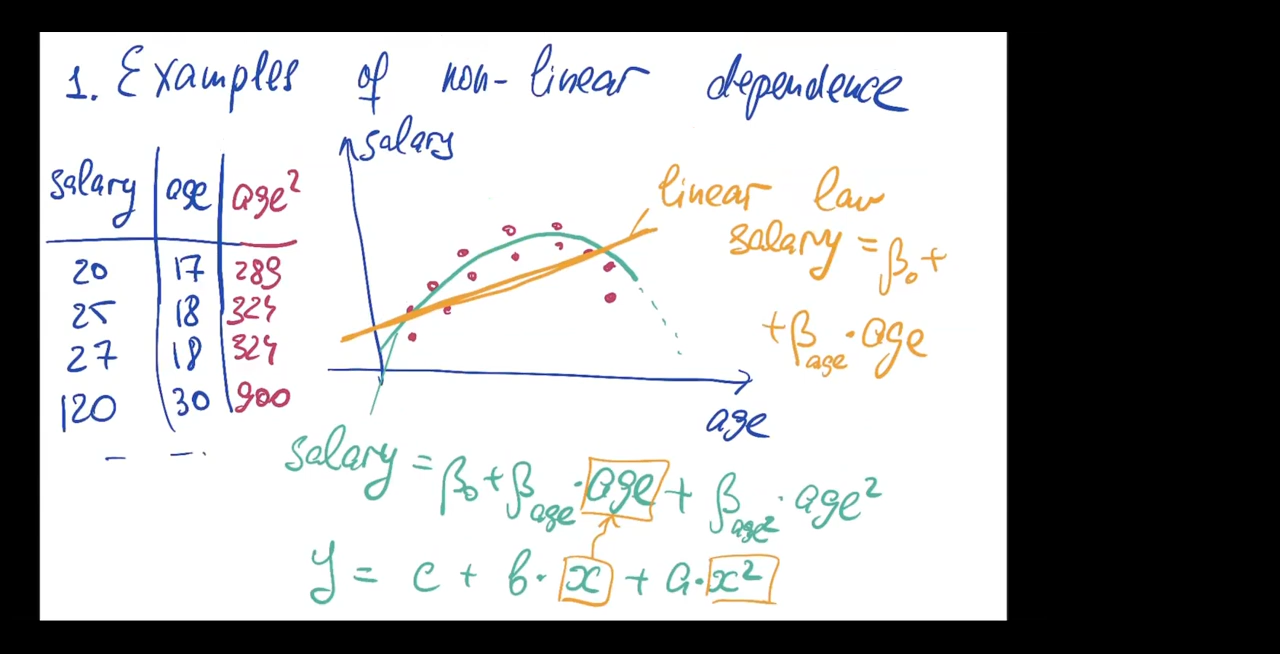 1. Examples of non-linear dependence
salary
salary age age²
20 17 289
25 18 324
27 18 324
120 30 900
linear law
salary = β₀ +
+ β_age · age
age
salary = β₀ + β_age · age + β_age² · age²
y = c + b · x + a · x²